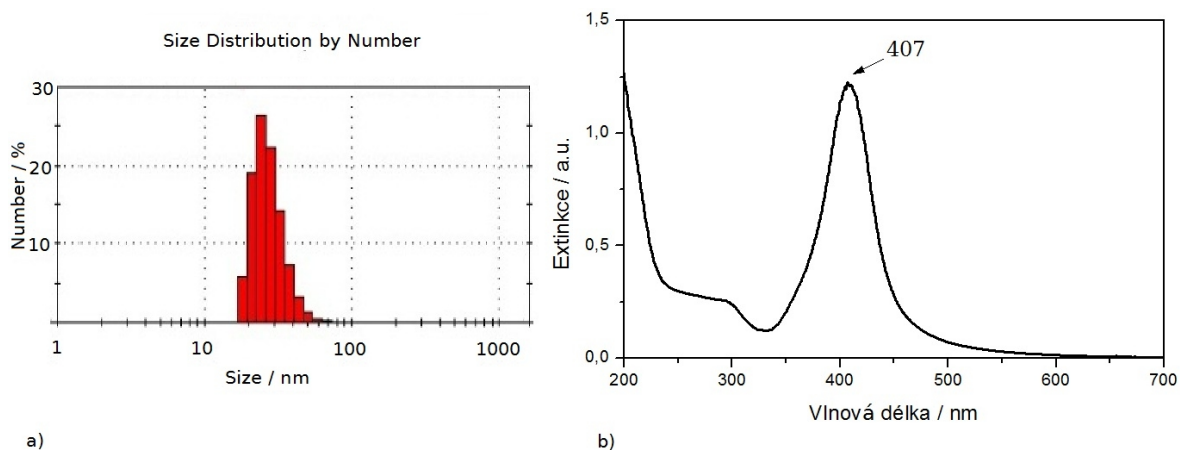 Size Distribution by Number
30
20
10
Number / %
1
10
100
1000
Size / nm
a)
1,5
1,0
0,5
0,0
Extinkce / a.u.
407
200
300
400
500
600
700
Vlnová délka / nm
b)